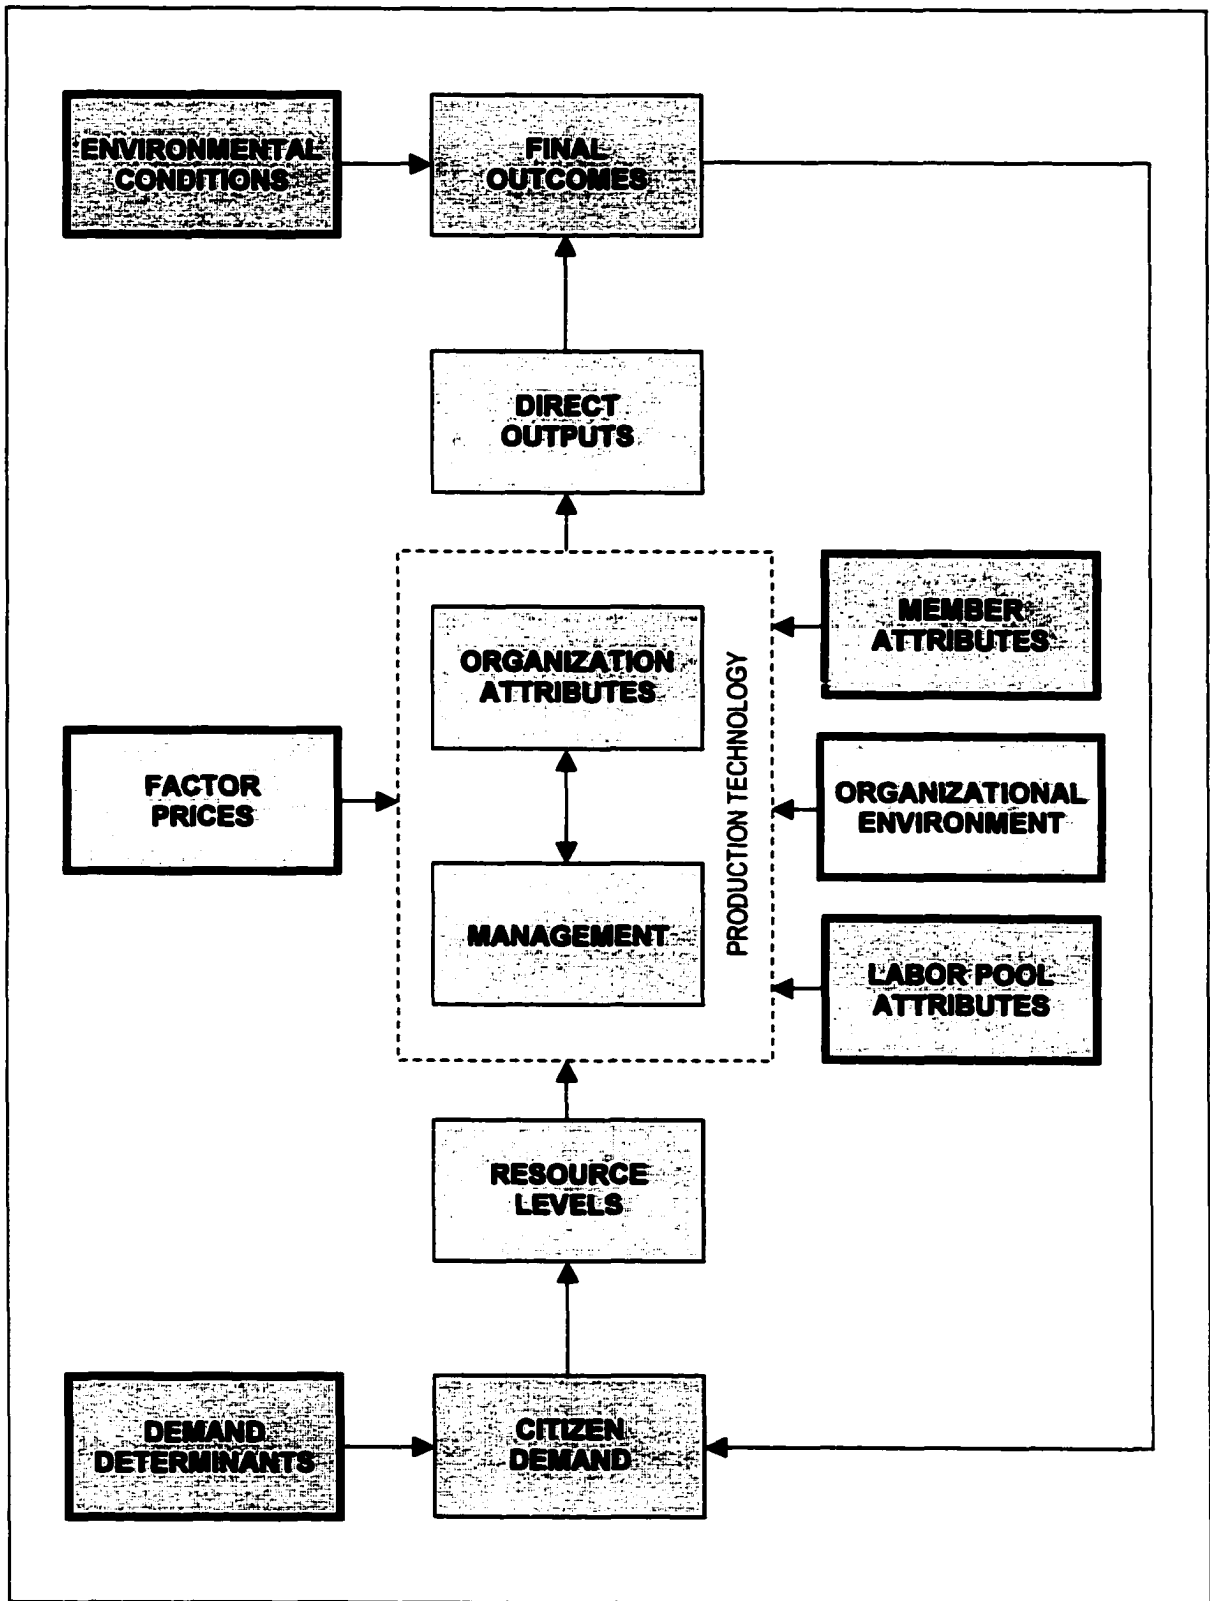 ENVIRONMENTAL
CONDITIONS
FINAL
OUTCOMES
DIRECT
OUTPUTS
MEMBER
ATTRIBUTES
ORGANIZATION
ATTRIBUTES
PRODUCTION TECHNOLOGY
FACTOR
PRICES
ORGANIZATIONAL
ENVIRONMENT
MANAGEMENT
LABOR POOL
ATTRIBUTES
RESOURCE
LEVELS
DEMAND
DETERMINANTS
CITIZEN
DEMAND